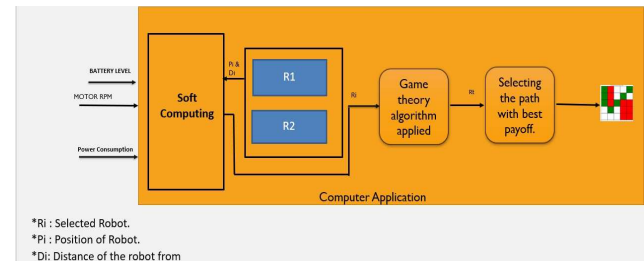 BATTERY LEVEL
MOTOR RPM
Power Consumption
Soft
Computing
Pi &
Di
R1
R2
Ri
Game
theory
algorithm
applied
Ri
Selecting
the path
with best
payoff.
Computer Application
*Ri : Selected Robot.
*Pi : Position of Robot.
*Di: Distance of the robot from